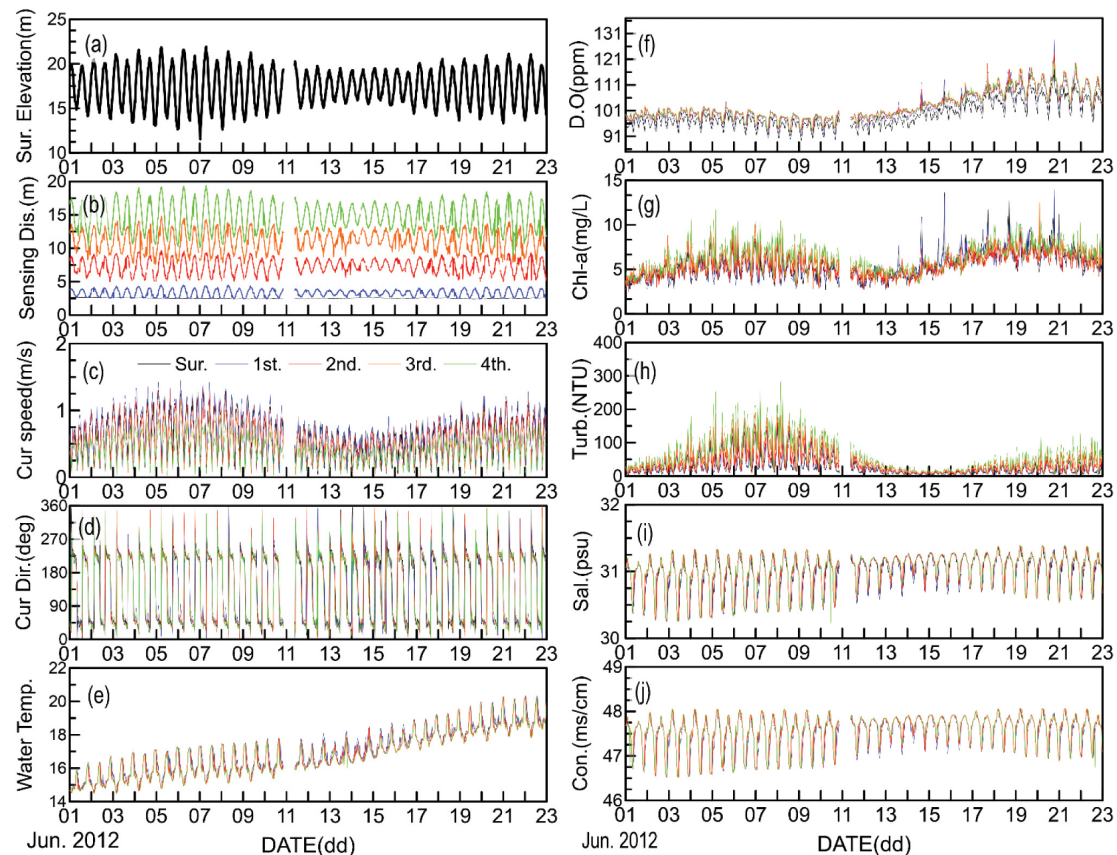 (a)
Sur. Elevation(m)
25
20
15
10
01 03 05 07 09 11 13 15 17 19 21 23
(b)
Sensing Dis.(m)
20
15
10
5
0
01 03 05 07 09 11 13 15 17 19 21 23
(c)
Cur speed(m/s)
2
1
0
Sur. 1st. 2nd. 3rd. 4th.
01 03 05 07 09 11 13 15 17 19 21 23
(d)
Cur Dir.(deg)
360
270
180
90
0
01 03 05 07 09 11 13 15 17 19 21 23
(e)
Water Temp.
22
20
18
16
14
01 03 05 07 09 11 13 15 17 19 21 23
Jun. 2012 DATE(dd)
(f)
D.O(ppm)
131
121
111
101
91
01 03 05 07 09 11 13 15 17 19 21 23
(g)
Chl-a(mg/L)
15
10
5
0
01 03 05 07 09 11 13 15 17 19 21 23
(h)
Turb.(NTU)
400
300
200
100
0
01 03 05 07 09 11 13 15 17 19 21 23
(i)
Sal.(psu)
32
31
30
01 03 05 07 09 11 13 15 17 19 21 23
(j)
Con.(ms/cm)
49
48
47
46
01 03 05 07 09 11 13 15 17 19 21 23
Jun. 2012 DATE(dd)